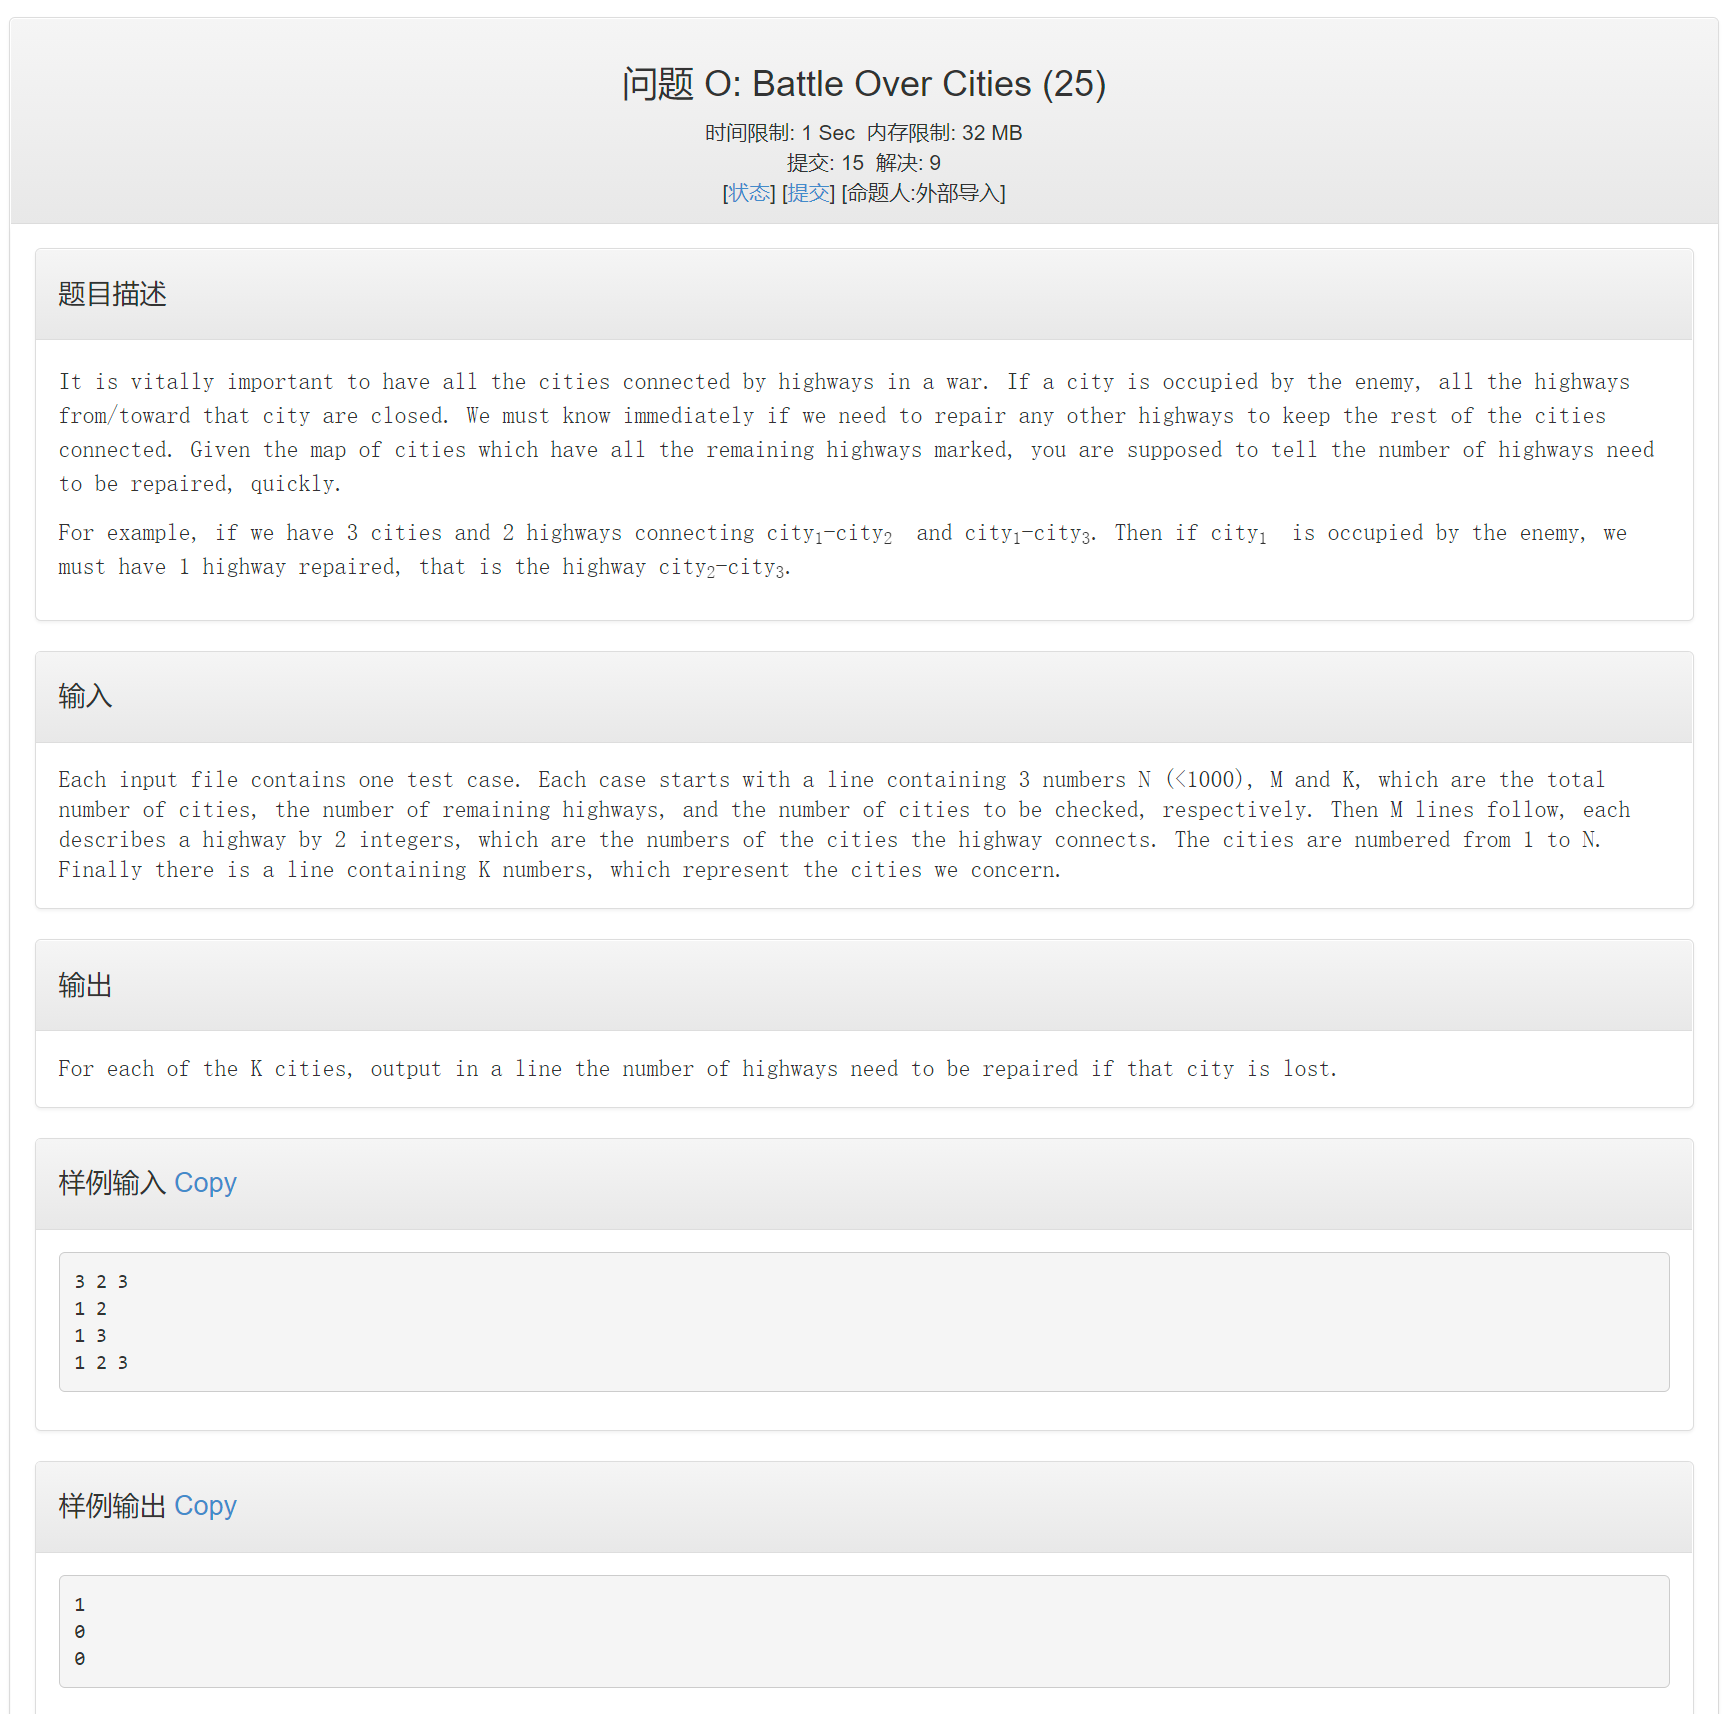 问题 O: Battle Over Cities (25)
时间限制: 1 Sec 内存限制: 32 MB
提交: 15 解决: 9
[状态] [提交] [命题人:外部导入]
题目描述
It is vitally important to have all the cities connected by highways in a war. If a city is occupied by the enemy, all the highways
from/toward that city are closed. We must know immediately if we need to repair any other highways to keep the rest of the cities
connected. Given the map of cities which have all the remaining highways marked, you are supposed to tell the number of highways need
to be repaired, quickly.
For example, if we have 3 cities and 2 highways connecting city₁-city₂ and city₁-city₃. Then if city₁ is occupied by the enemy, we
must have 1 highway repaired, that is the highway city₂-city₃.
输入
Each input file contains one test case. Each case starts with a line containing 3 numbers N (<1000), M and K, which are the total
number of cities, the number of remaining highways, and the number of cities to be checked, respectively. Then M lines follow, each
describes a highway by 2 integers, which are the numbers of the cities the highway connects. The cities are numbered from 1 to N.
Finally there is a line containing K numbers, which represent the cities we concern.
输出
For each of the K cities, output in a line the number of highways need to be repaired if that city is lost.
样例输入 Copy
3 2 3
1 2
1 3
1 2 3
样例输出 Copy
1
0
0